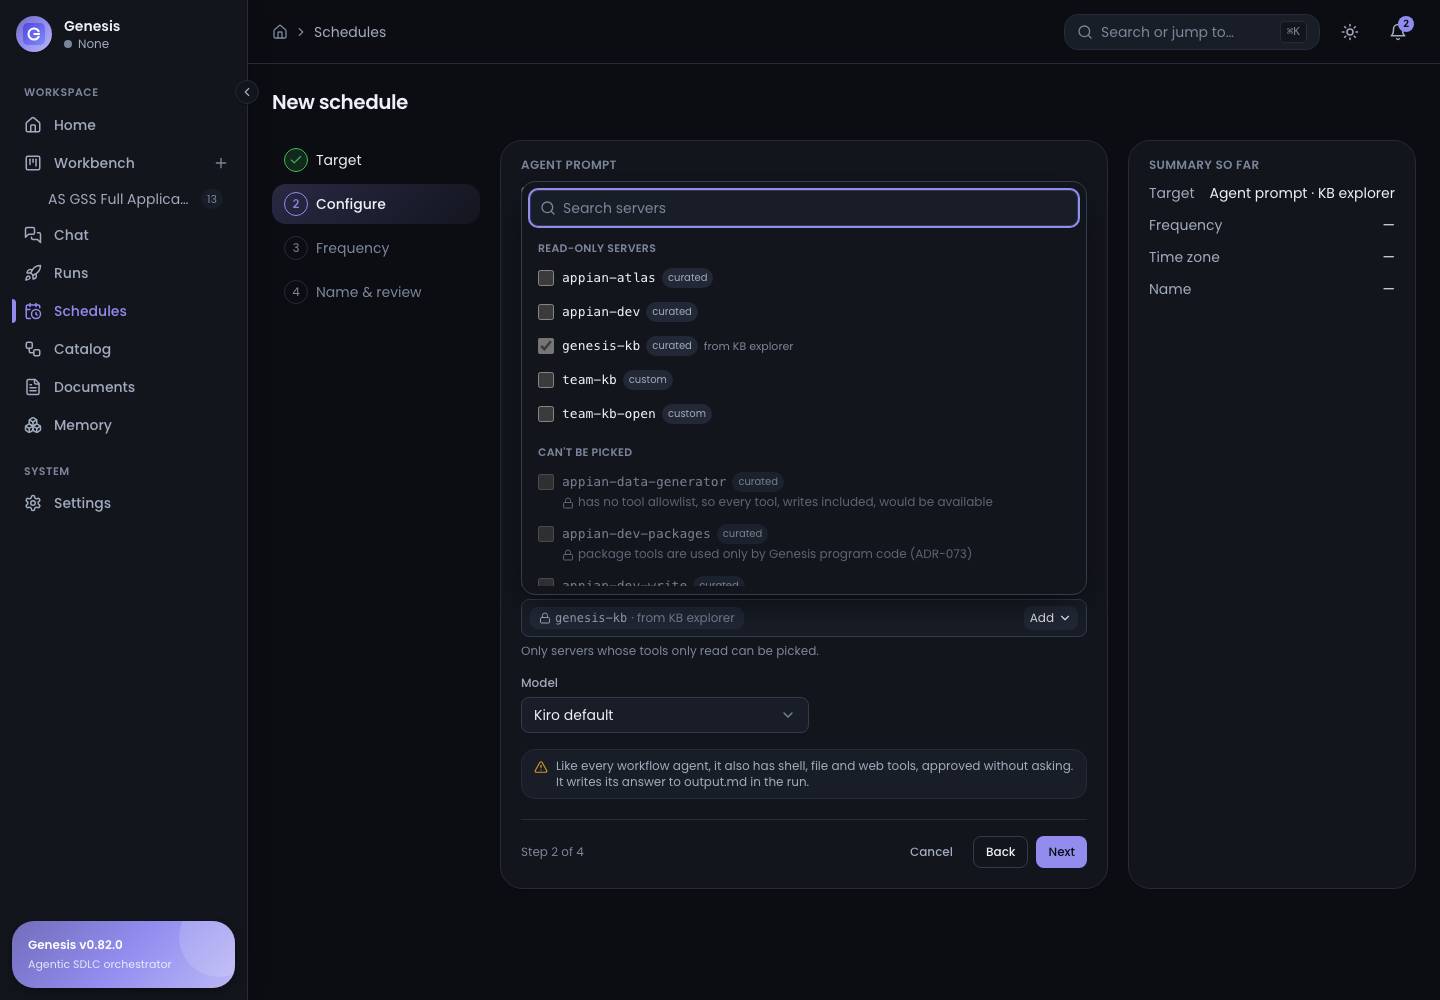 Genesis
None
WORKSPACE
Home
Workbench
AS GSS Full Applica... 13
Chat
Runs
Schedules
Catalog
Documents
Memory
SYSTEM
Settings
Genesis v0.82.0
Agentic SDLC orchestrator
Schedules
Search or jump to... ⌘K
2
New schedule
Target
2 Configure
3 Frequency
4 Name & review
AGENT PROMPT
Search servers
READ-ONLY SERVERS
appian-atlas curated
appian-dev curated
genesis-kb curated from KB explorer
team-kb custom
team-kb-open custom
CAN'T BE PICKED
appian-data-generator curated
has no tool allowlist, so every tool, writes included, would be available
appian-dev-packages curated
package tools are used only by Genesis program code (ADR-073)
appian-dev-write curated
genesis-kb · from KB explorer Add
Only servers whose tools only read can be picked.
Model
Kiro default
Like every workflow agent, it also has shell, file and web tools, approved without asking.
It writes its answer to output.md in the run.
Step 2 of 4 Cancel Back Next
SUMMARY SO FAR
Target Agent prompt · KB explorer
Frequency —
Time zone —
Name —